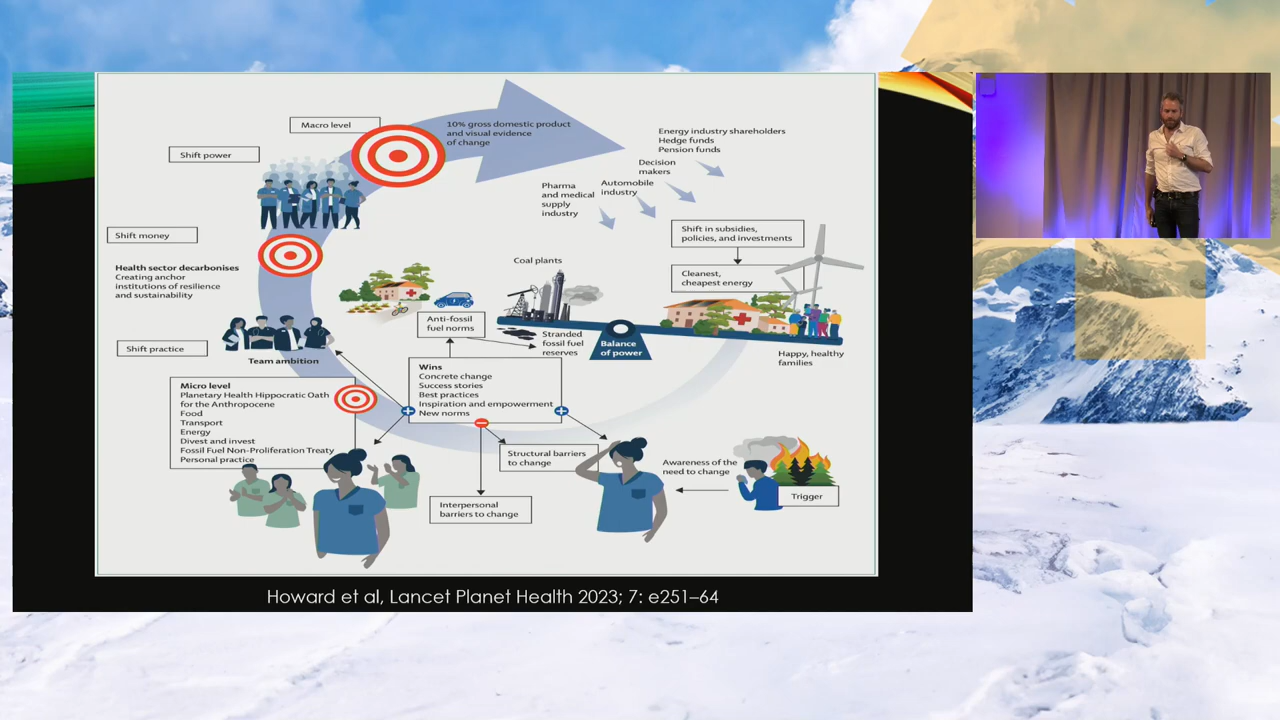 Macro level
10% gross domestic product
and visual evidence
of change
Energy industry shareholders
Hedge funds
Pension funds
Shift power
Decision
makers
Automobile
industry
Pharma
and medical
supply
industry
Shift money
Shift in subsidies,
policies, and investments
Health sector decarbonises
Creating anchor
institutions of resilience
and sustainability
Coal plants
Cleanest,
cheapest energy
Anti-fossil
fuel norms
Stranded
fossil fuel
reserves
Balance
of power
Happy, healthy
families
Shift practice
Team ambition
Wins
Concrete change
Success stories
Best practices
Inspiration and empowerment
New norms
Micro level
Planetary Health Hippocratic Oath
for the Anthropocene
Food
Transport
Energy
Divest and invest
Fossil Fuel Non-Proliferation Treaty
Personal practice
Structural barriers
to change
Awareness of the
need to change
Trigger
Interpersonal
barriers to change
Howard et al, Lancet Planet Health 2023; 7: e251–64